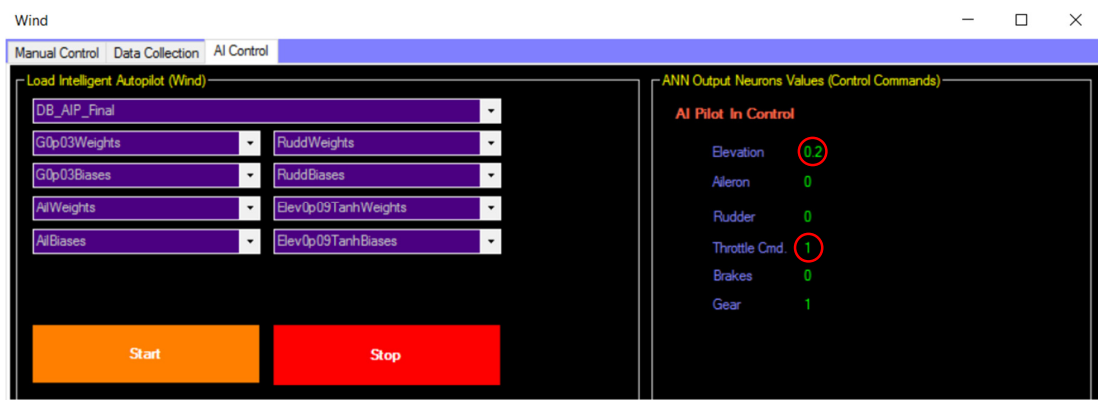 Wind
Manual Control Data Collection AI Control
Load Intelligent Autopilot (Wind)
DB_AIP_Final
G0p03Weights RuddWeights
G0p03Biases RuddBiases
AilWeights Elev0p09TanhWeights
AilBiases Elev0p09TanhBiases
Start Stop
ANN Output Neurons Values (Control Commands)
AI Pilot In Control
Elevation 0.2
Aileron 0
Rudder 0
Throttle Cmd. 1
Brakes 0
Gear 1